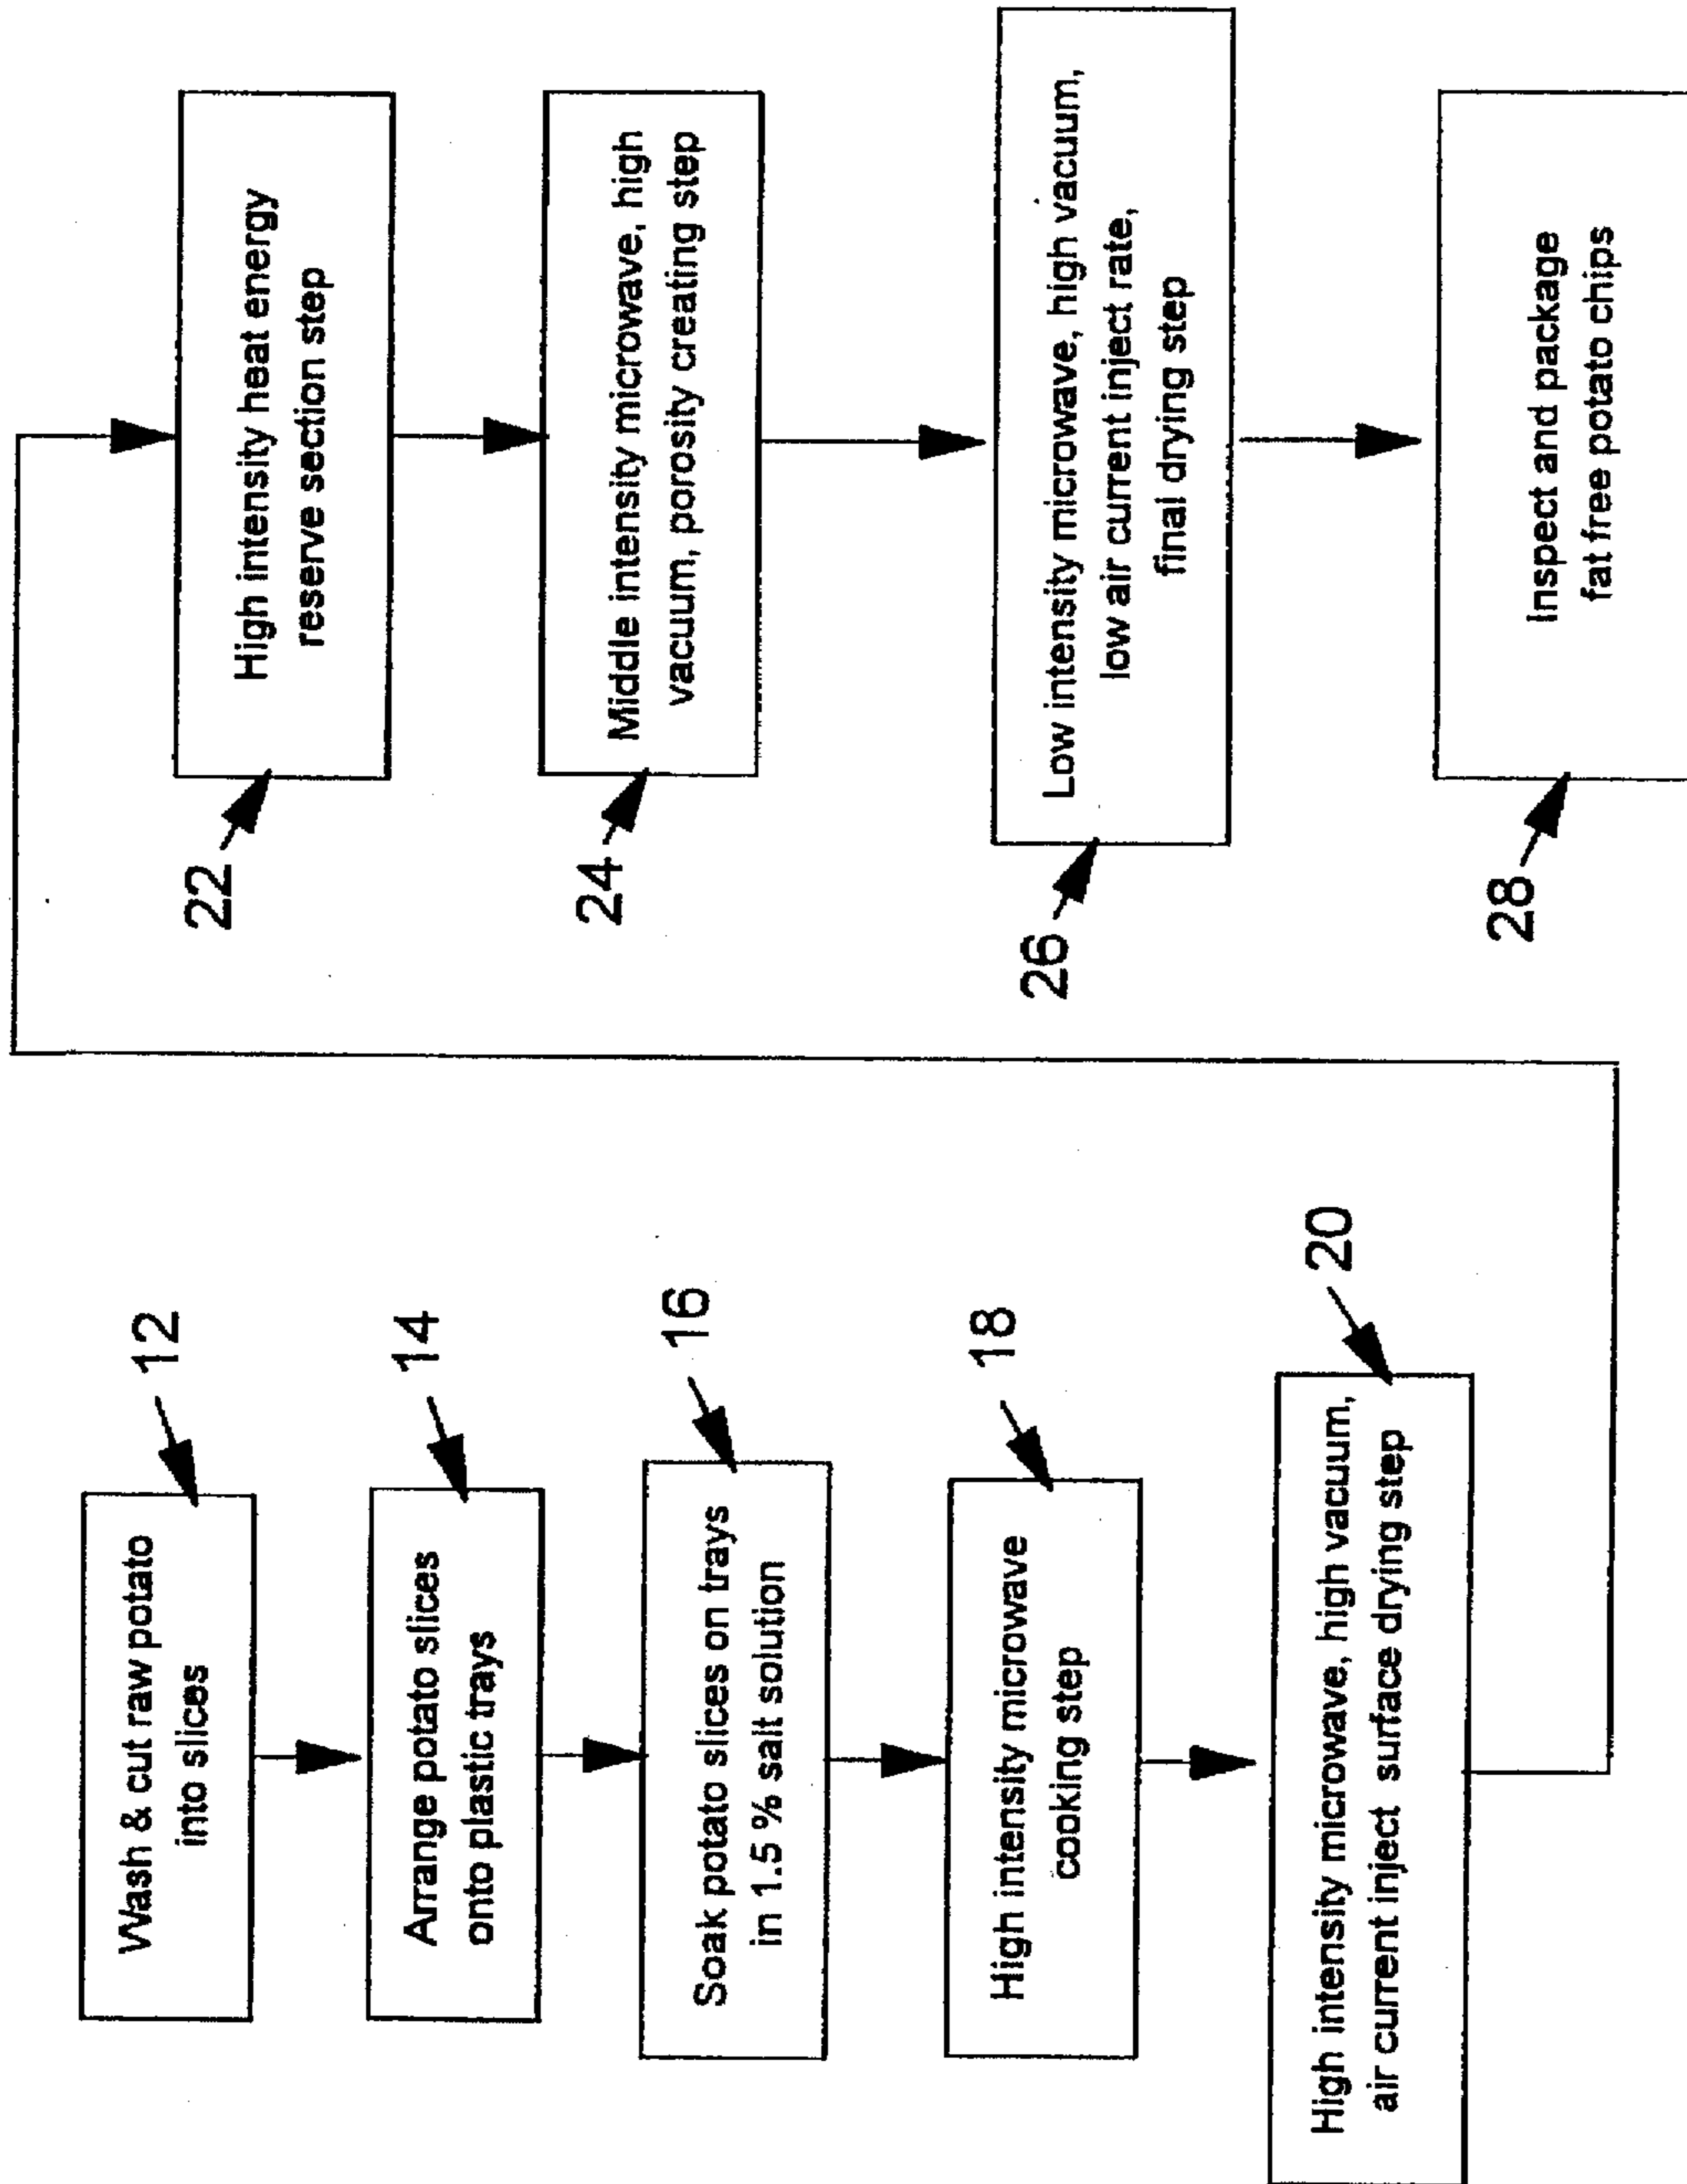 Wash & cut raw potato
into slices
12
Arrange potato slices
onto plastic trays
14
Soak potato slices on trays
in 1.5 % salt solution
16
High intensity microwave
cooking step
18
High intensity microwave, high vacuum,
air current inject surface drying step
20
High intensity heat energy
reserve section step
22
Middle intensity microwave, high
vacuum, porosity creating step
24
Low intensity microwave, high vacuum,
low air current inject rate,
final drying step
26
Inspect and package
fat free potato chips
28